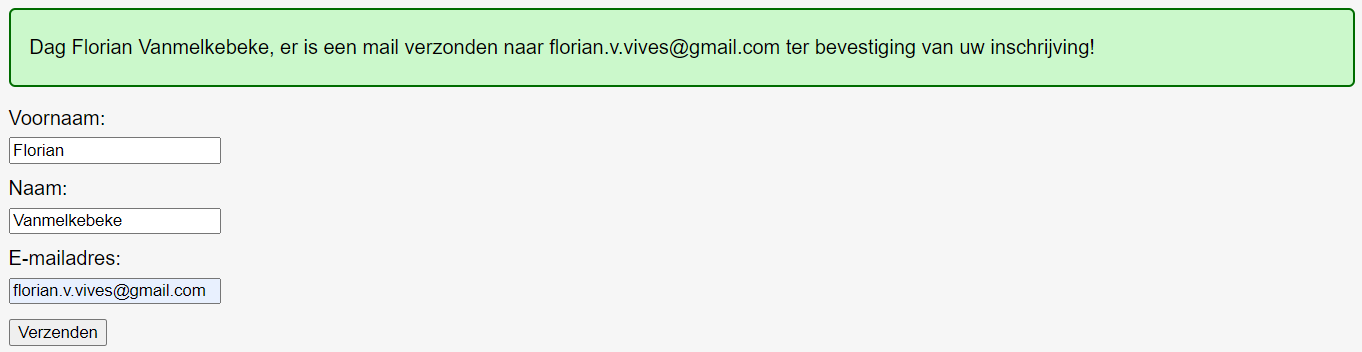 Dag Florian Vanmelkebeke, er is een mail verzonden naar florian.v.vives@gmail.com ter bevestiging van uw inschrijving!
Voornaam:
Florian
Naam:
Vanmelkebeke
E-mailadres:
florian.v.vives@gmail.com
Verzenden